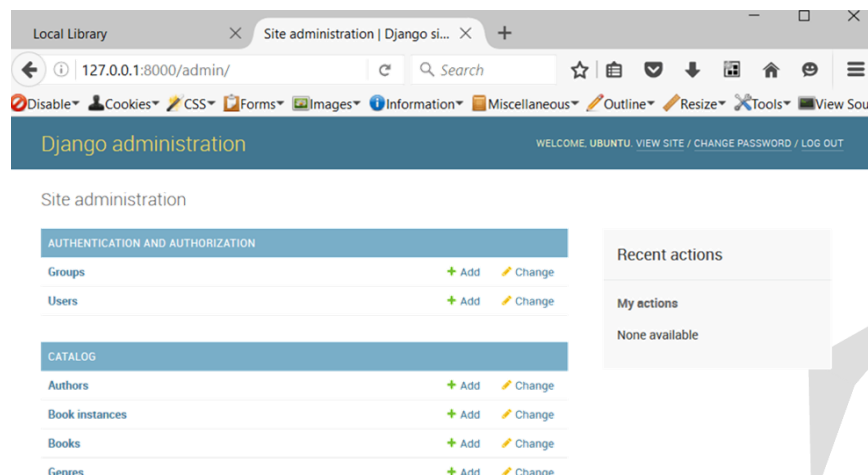 Local Library
Site administration | Django si...
127.0.0.1:8000/admin/
Search
Disable Cookies CSS Forms Images Information Miscellaneous Outline Resize Tools View Sou
Django administration
WELCOME, UBUNTU. VIEW SITE / CHANGE PASSWORD / LOG OUT
Site administration
AUTHENTICATION AND AUTHORIZATION
Groups Add Change
Users Add Change
Recent actions
My actions
None available
CATALOG
Authors Add Change
Book instances Add Change
Books Add Change
Genres Add Change